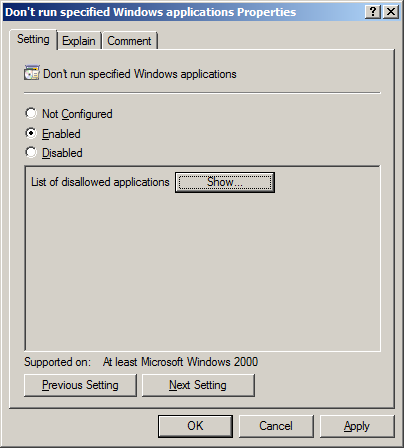 Don't run specified Windows applications Properties
Setting Explain Comment
Don't run specified Windows applications
Not Configured
Enabled
Disabled
List of disallowed applications Show...
Supported on: At least Microsoft Windows 2000
Previous Setting Next Setting
OK Cancel Apply